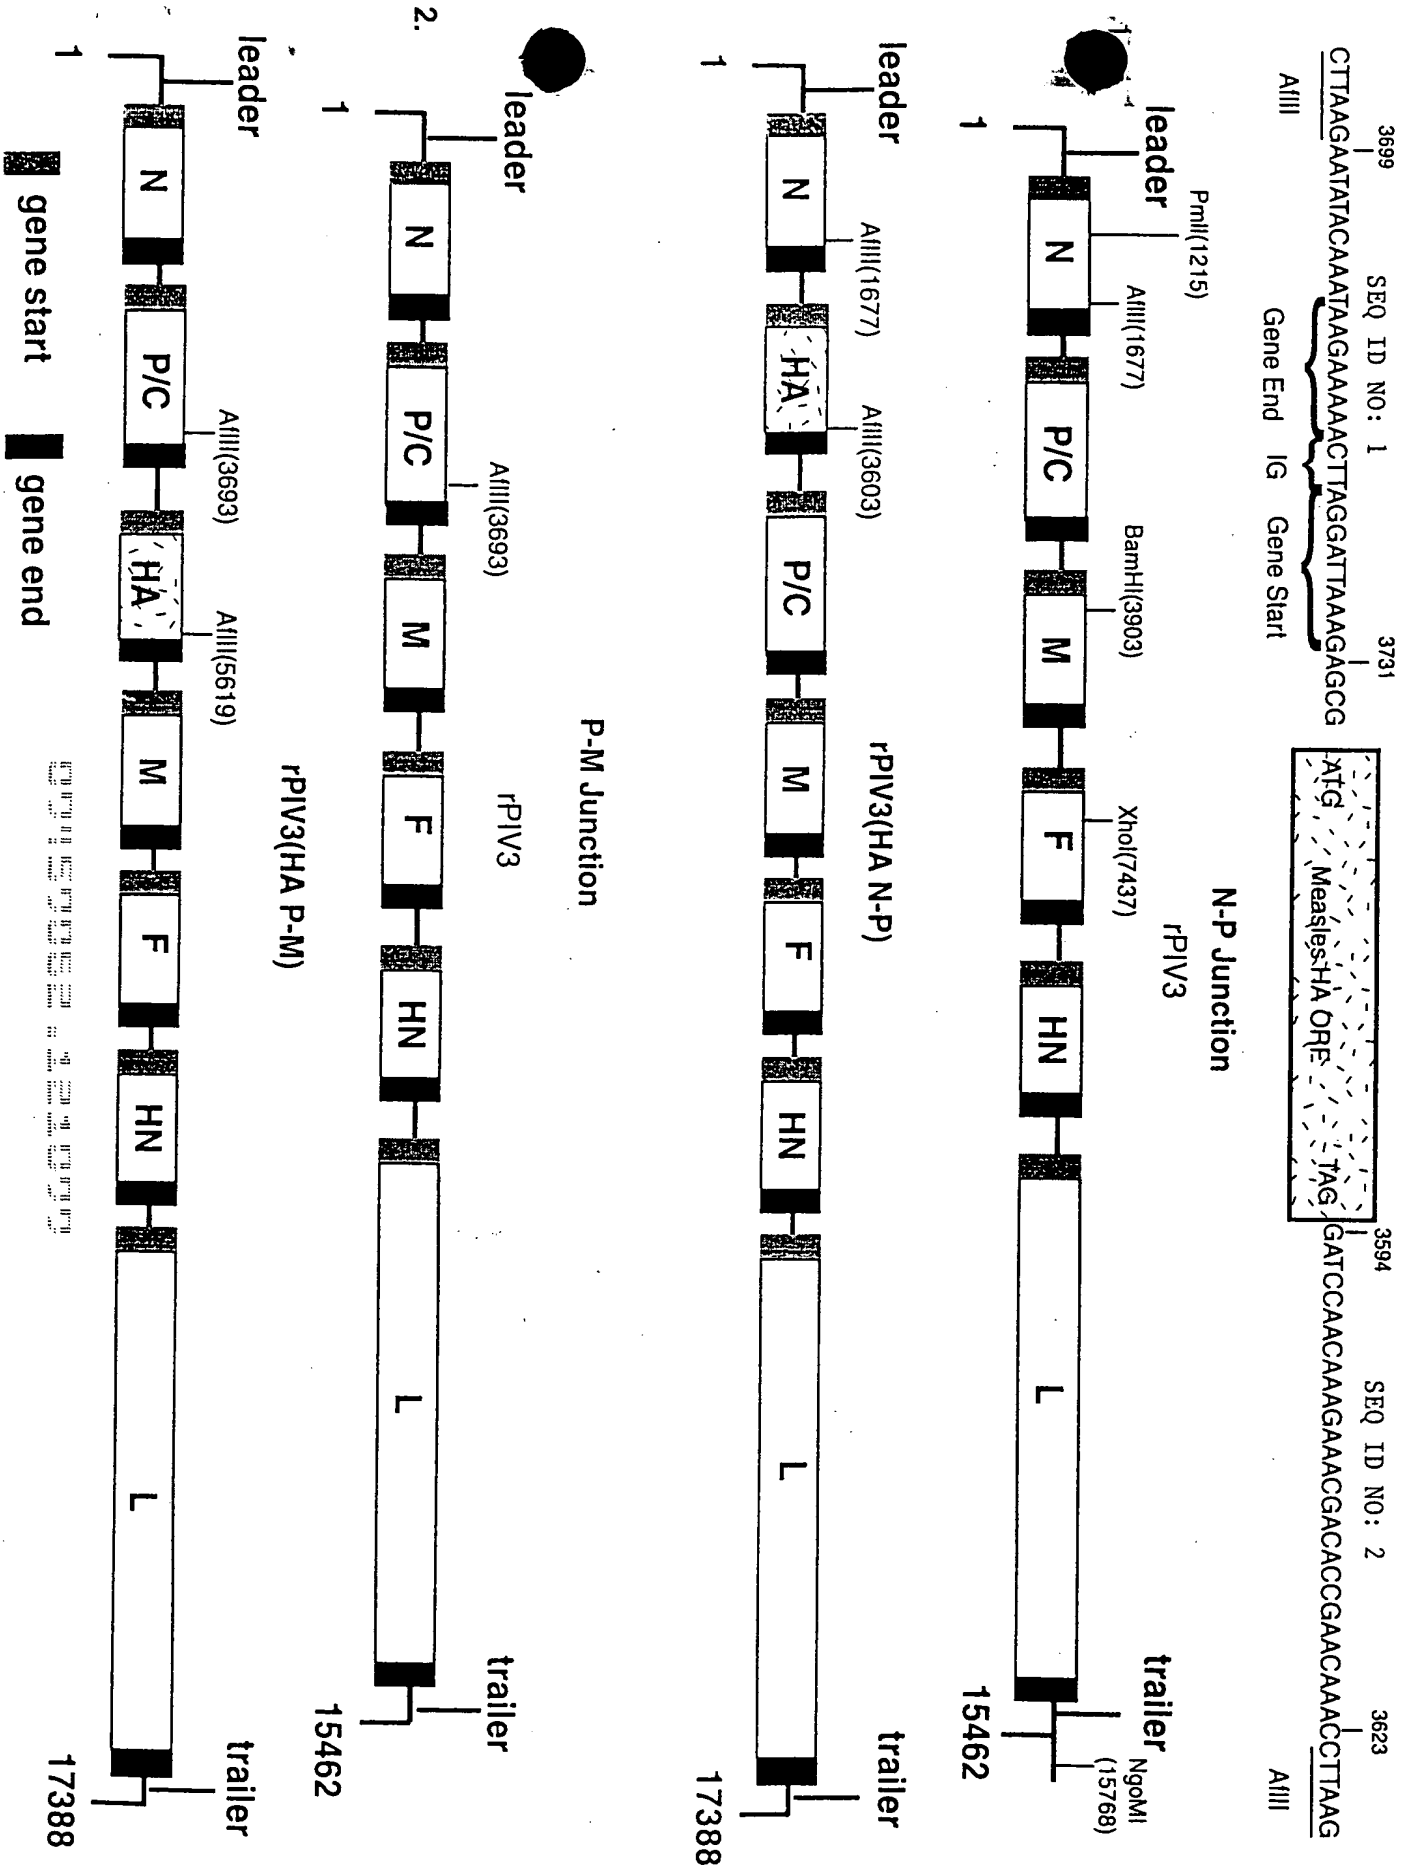 3699 SEQ ID NO: 1 3731 3594 SEQ ID NO: 2 3623
CTTAAGAATATACAAATAAGAAAAACTTAGGATTAAAGAGCG ATG Measles HA ORF TAG GATCCAACAAAGAAACGACACCGAACAAACCTTAAG
AflII Gene End IG Gene Start AflII
N-P Junction
rPIV3
PmlI(1215)
AflII(1677) BamHI(3903) XhoI(7437) NgoMI
(15768)
leader trailer
N P/C M F HN L
1 15462
rPIV3(HA N-P)
AflII(1677) AflII(3603)
leader trailer
N HA P/C M F HN L
1 17388
2.
P-M Junction
rPIV3
AflII(3693)
leader trailer
N P/C M F HN L
1 15462
rPIV3(HA P-M)
AflII(3693) AflII(5619)
leader trailer
N P/C HA M F HN L
1 17388
gene start gene end